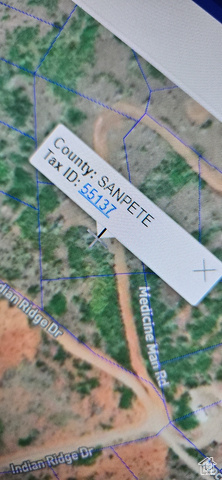 County: SANPETE
Tax ID: 55137
Medicine Man Rd
Indian Ridge Dr
Indian Ridge Dr